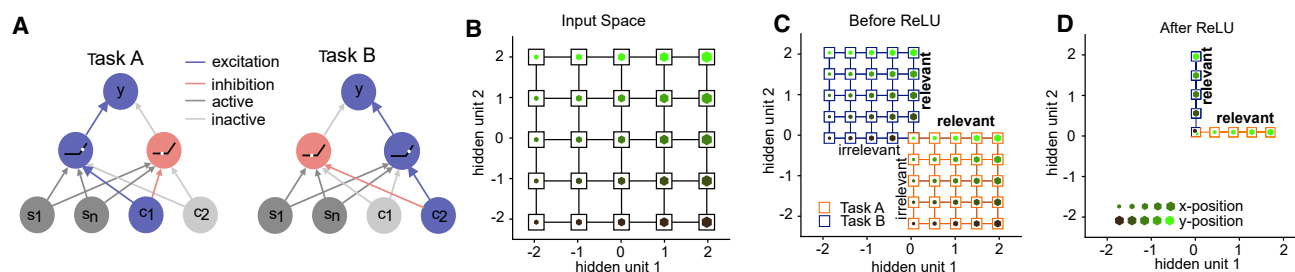 A
Task A
Task B
excitation
inhibition
active
inactive
y
y
s1
sn
c1
c2
s1
sn
c1
c2
B
Input Space
hidden unit 2
2
1
0
-1
-2
-2
-1
0
1
2
hidden unit 1
C
Before ReLU
hidden unit 2
2
1
0
-1
-2
relevant
relevant
irrelevant
irrelevant
Task A
Task B
-2
-1
0
1
2
hidden unit 1
D
After ReLU
hidden unit 2
2
1
0
-1
-2
relevant
relevant
x-position
y-position
-2
-1
0
1
2
hidden unit 1